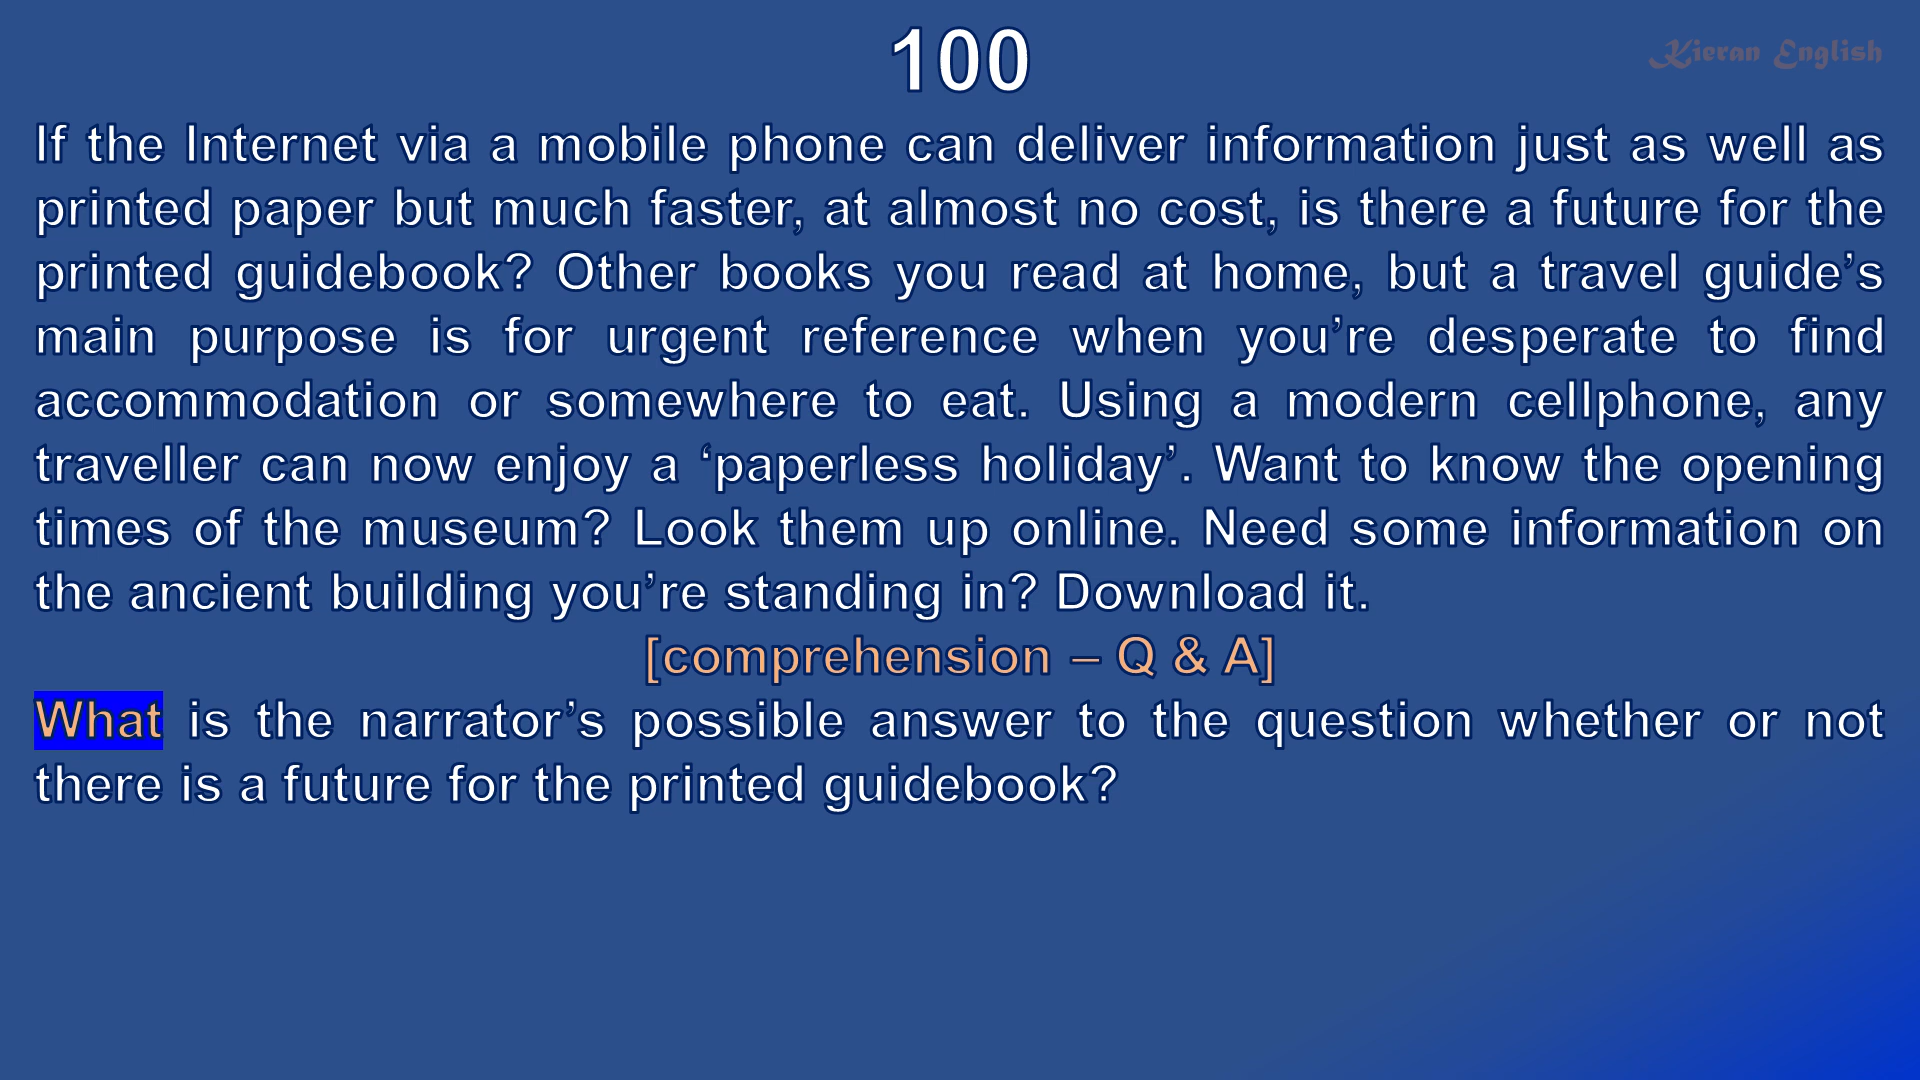 100
Kieran English
If the Internet via a mobile phone can deliver information just as well as
printed paper but much faster, at almost no cost, is there a future for the
printed guidebook? Other books you read at home, but a travel guide’s
main purpose is for urgent reference when you’re desperate to find
accommodation or somewhere to eat. Using a modern cellphone, any
traveller can now enjoy a ‘paperless holiday’. Want to know the opening
times of the museum? Look them up online. Need some information on
the ancient building you’re standing in? Download it.
[comprehension – Q & A]
What is the narrator’s possible answer to the question whether or not
there is a future for the printed guidebook?